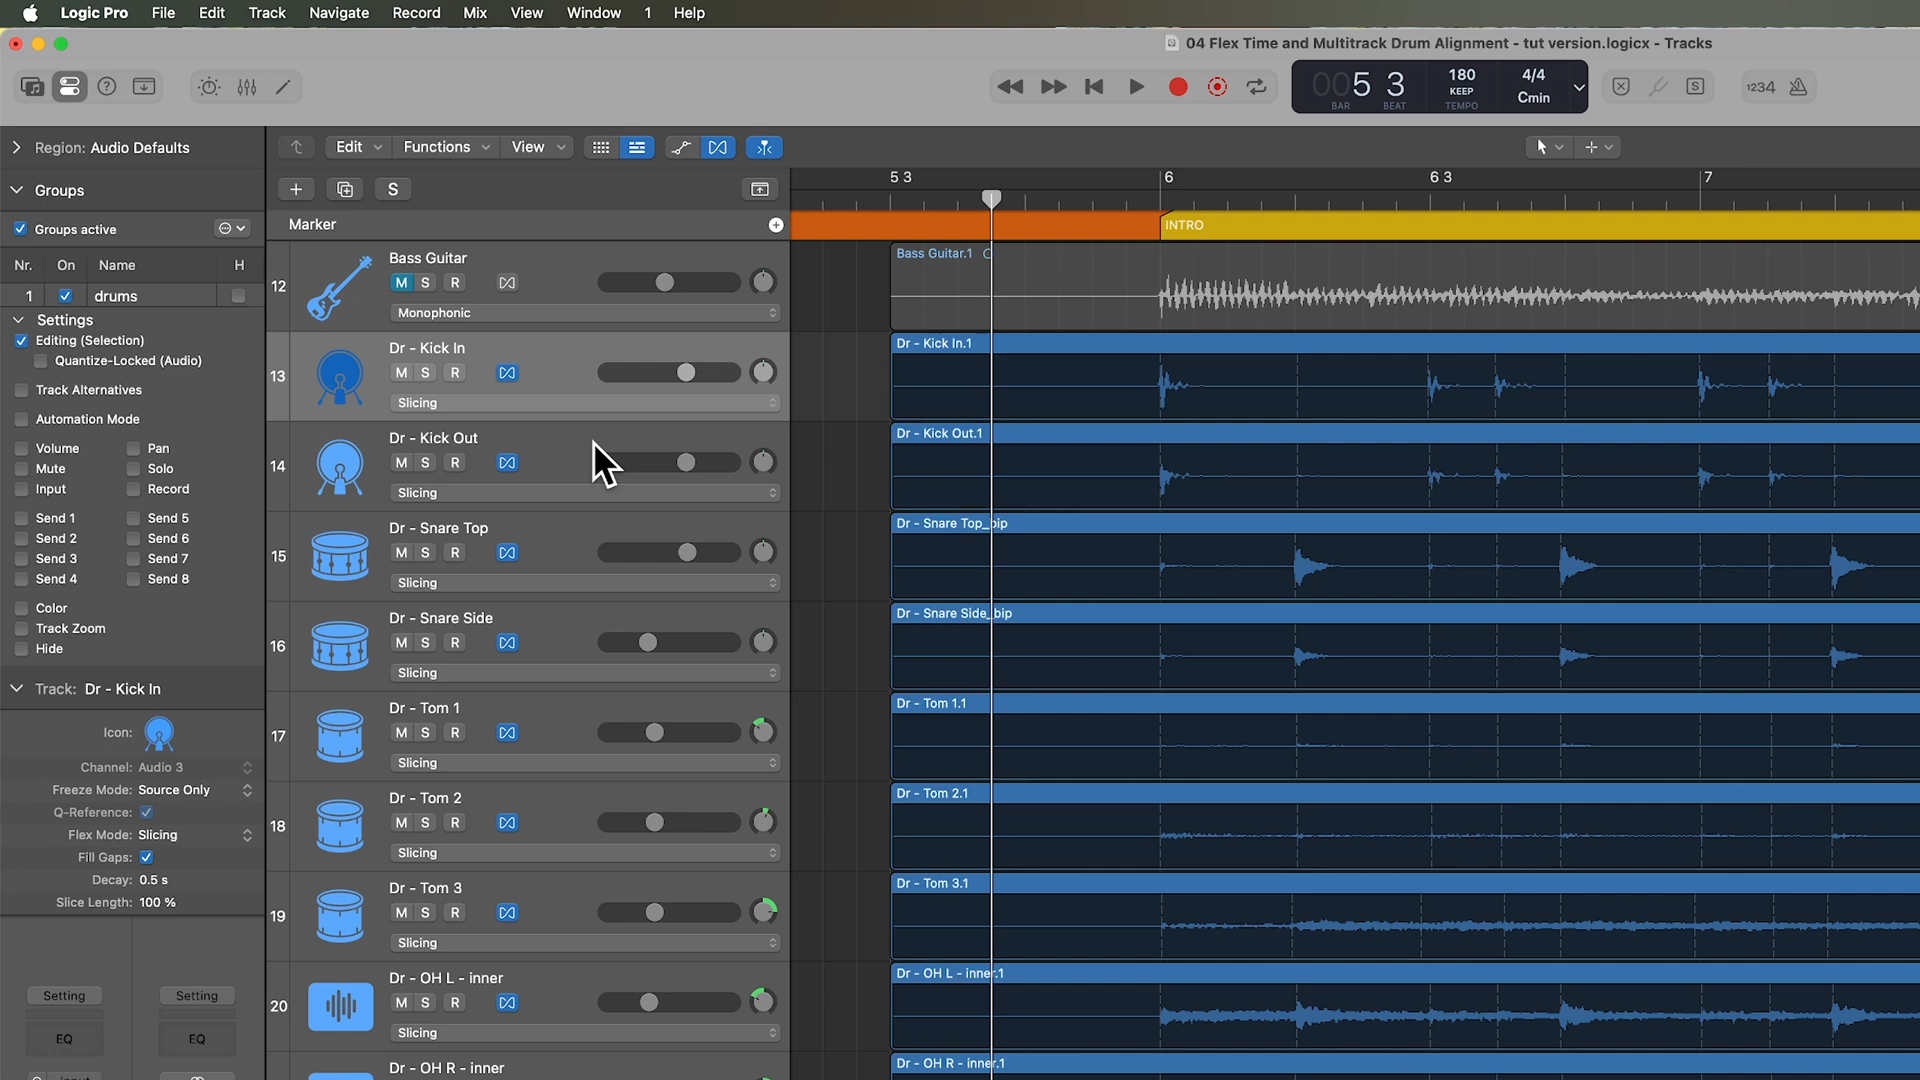 Logic Pro File Edit Track Navigate Record Mix View Window 1 Help
04 Flex Time and Multitrack Drum Alignment - tut version.logicx - Tracks
005 3
BAR BEAT
180
KEEP
TEMPO
4/4
Cmin
S
1234
Region: Audio Defaults
Edit Functions View
5 3
6
6 3
7
Groups
S
Groups active
Marker
INTRO
Nr. On Name H
1 drums
Settings
Editing (Selection)
Quantize-Locked (Audio)
Track Alternatives
Automation Mode
Volume Pan
Mute Solo
Input Record
Send 1 Send 5
Send 2 Send 6
Send 3 Send 7
Send 4 Send 8
Color
Track Zoom
Hide
Track: Dr - Kick In
Icon:
Channel: Audio 3
Freeze Mode: Source Only
Q-Reference:
Flex Mode: Slicing
Fill Gaps:
Decay: 0.5 s
Slice Length: 100 %
Setting Setting
EQ EQ
12 Bass Guitar
M S R
Monophonic
Bass Guitar.1
13 Dr - Kick In
M S R
Slicing
Dr - Kick In.1
14 Dr - Kick Out
M S R
Slicing
Dr - Kick Out.1
15 Dr - Snare Top
M S R
Slicing
Dr - Snare Top_bip
16 Dr - Snare Side
M S R
Slicing
Dr - Snare Side_bip
17 Dr - Tom 1
M S R
Slicing
Dr - Tom 1.1
18 Dr - Tom 2
M S R
Slicing
Dr - Tom 2.1
19 Dr - Tom 3
M S R
Slicing
Dr - Tom 3.1
20 Dr - OH L - inner
M S R
Slicing
Dr - OH L - inner.1
Dr - OH R - inner
Dr - OH R - inner.1